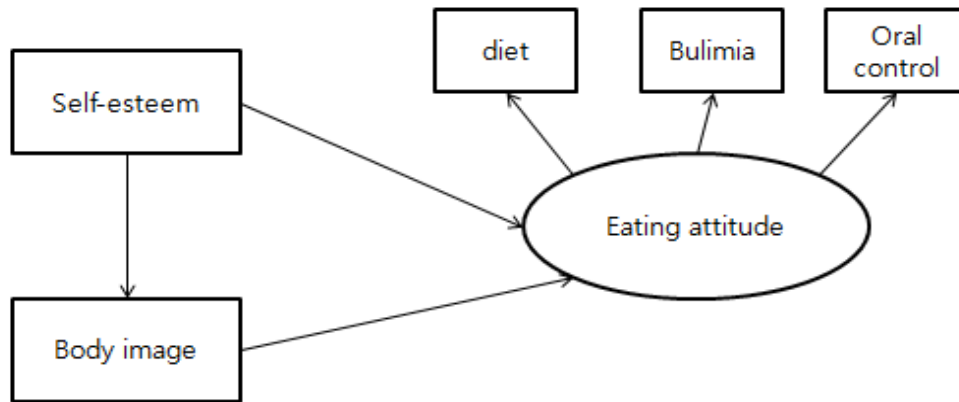 diet
Bulimia
Oral
control
Self-esteem
Eating attitude
Body image